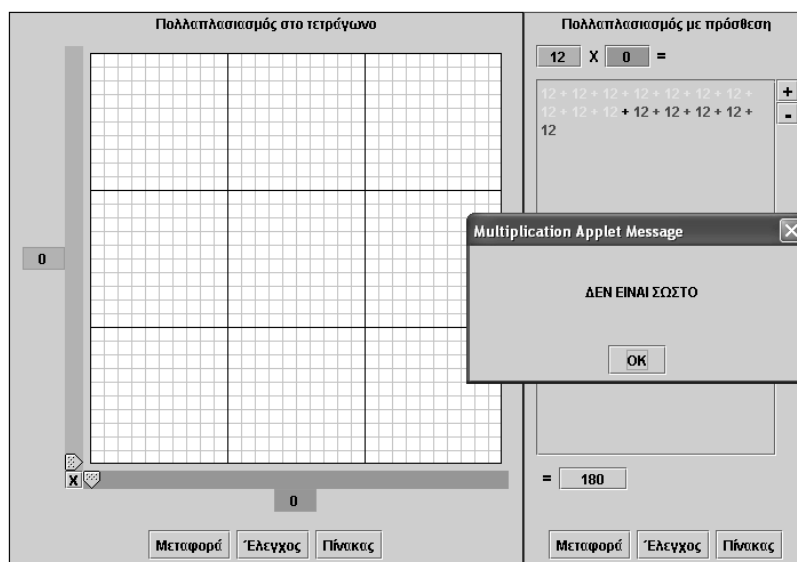 Πολλαπλασιασμός στο τετράγωνο
0
X
0
Μεταφορά Έλεγχος Πίνακας
Πολλαπλασιασμός με πρόσθεση
12 X 0 =
12 + 12 + 12 + 12 + 12 + 12 + 12 +
12 + 12 + 12 + 12 + 12 + 12 + 12 +
12
+
-
Multiplication Applet Message
ΔΕΝ ΕΙΝΑΙ ΣΩΣΤΟ
OK
= 180
Μεταφορά Έλεγχος Πίνακας